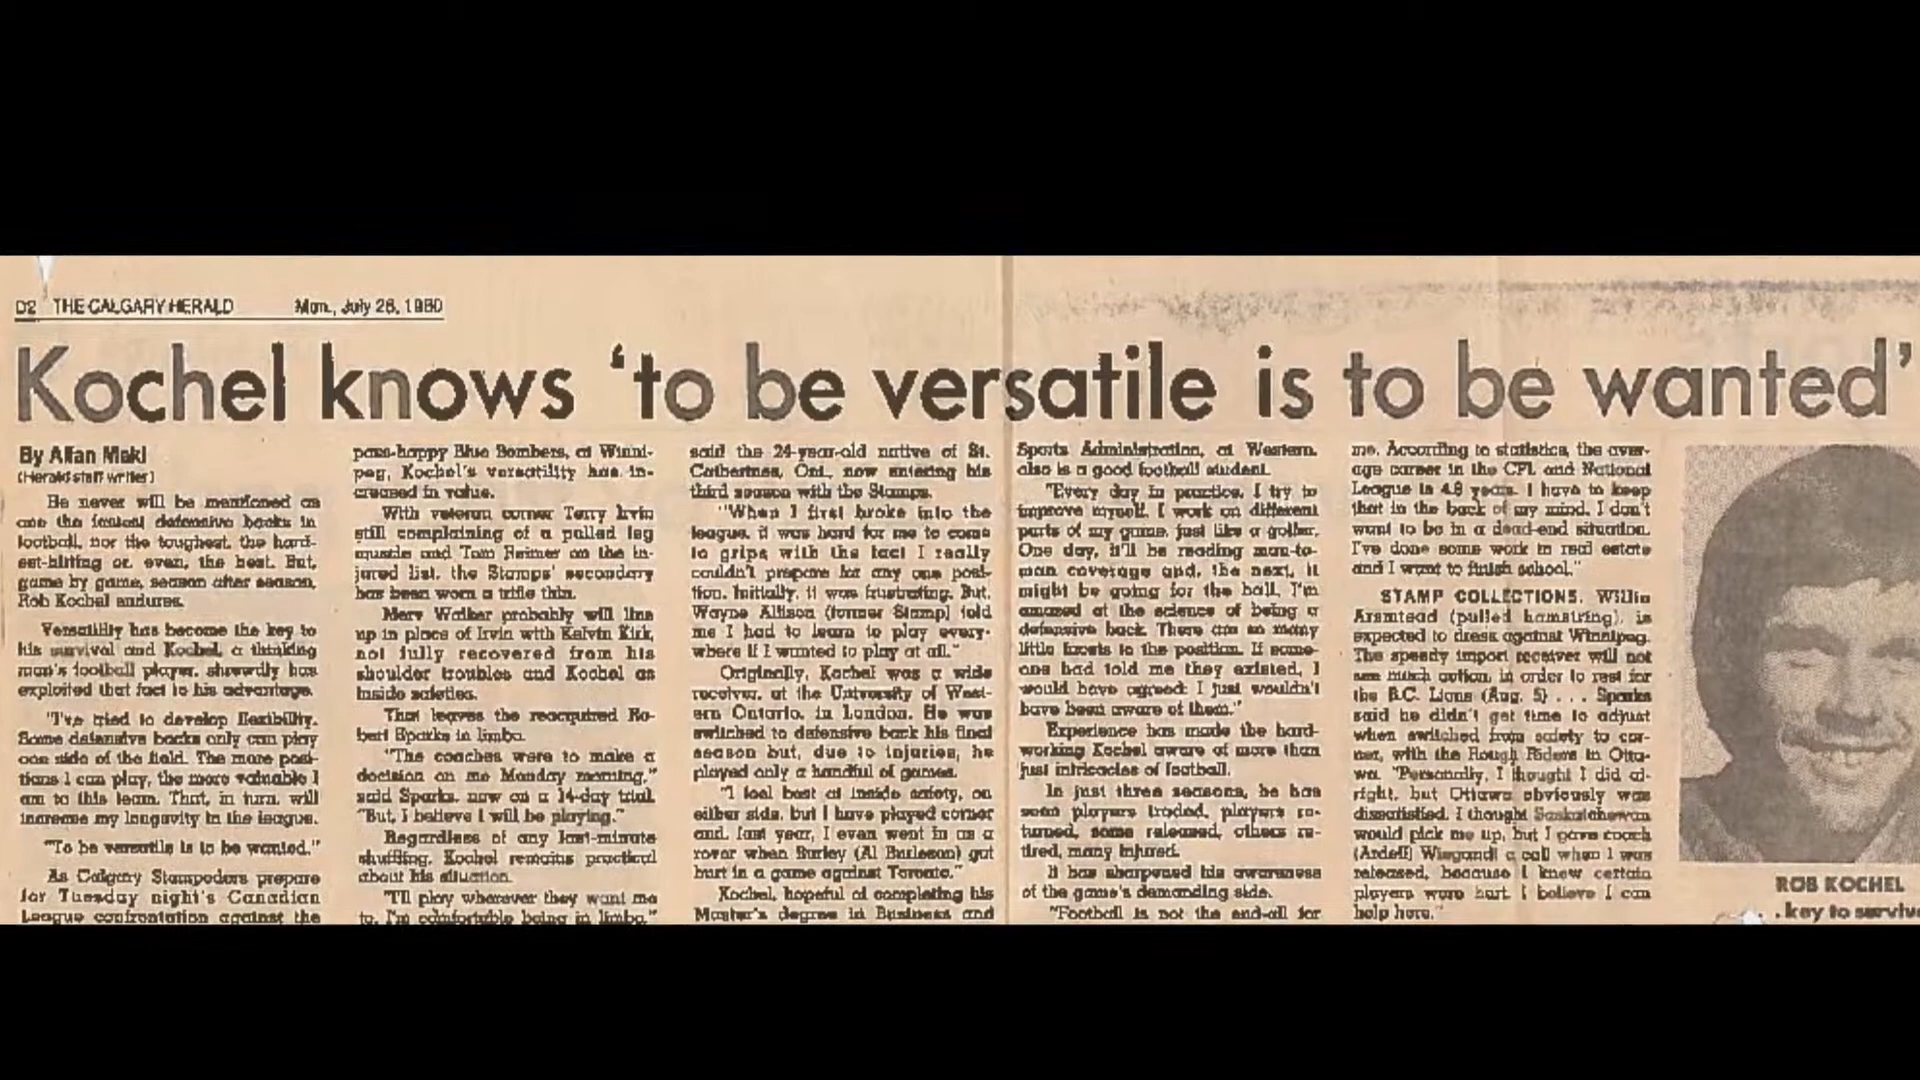 D2 THE CALGARY HERALD Mon., July 28, 1980
Kochel knows ‘to be versatile is to be wanted’
By Allan Maki
(Herald staff writer)
He never will be mentioned as
one the fastest defensive backs in
football, nor the toughest, the hard-
est-hitting or, even, the best. But,
game by game, season after season,
Rob Kochel endures.
Versatility has become the key to
his survival and Kochel, a thinking
man's football player, shrewdly has
exploited that fact to his advantage.
"I've tried to develop flexibility.
Some defensive backs only can play
one side of the field. The more posi-
tions I can play, the more valuable I
am to this team. That, in turn, will
increase my longevity in the league.
"To be versatile is to be wanted."
As Calgary Stampeders prepare
for Tuesday night's Canadian
League confrontation against the
pass-happy Blue Bombers, at Winni-
peg, Kochel's versatility has in-
creased in value.
With veteran corner Terry Irvin
still complaining of a pulled leg
muscle and Tom Reimer on the in-
jured list, the Stamps' secondary
has been worn a trifle thin.
Merv Walker probably will line
up in place of Irvin with Kelvin Kirk,
not fully recovered from his
shoulder troubles and Kochel as
inside safeties.
That leaves the reacquired Ro-
bert Sparks in limbo.
"The coaches were to make a
decision on me Monday morning,"
said Sparks, now on a 14-day trial.
"But, I believe I will be playing."
Regardless of any last-minute
shuffling, Kochel remains practical
about his situation.
"I'll play wherever they want me
to. I'm comfortable being in limbo,"
said the 24-year-old native of St.
Catherines, Ont., now entering his
third season with the Stamps.
"When I first broke into the
league, it was hard for me to come
to grips with the fact I really
couldn't prepare for any one posi-
tion. Initially, it was frustrating. But,
Wayne Allison (former Stamp) told
me I had to learn to play every-
where if I wanted to play at all."
Originally, Kochel was a wide
receiver, at the University of West-
ern Ontario, in London. He was
switched to defensive back his final
season but, due to injuries, he
played only a handful of games.
"I feel best at inside safety, on
either side, but I have played corner
and, last year, I even went in as a
rover when Burley (Al Burleson) got
hurt in a game against Toronto."
Kochel, hopeful of completing his
Master's degree in Business and
Sports Administration, at Western,
also is a good football student.
"Every day in practice, I try to
improve myself. I work on different
parts of my game, just like a golfer.
One day, it'll be reading man-to-
man coverage and, the next, it
might be going for the ball. I'm
amazed at the science of being a
defensive back. There are so many
little facets to the position. If some-
one had told me they existed, I
would have agreed; I just wouldn't
have been aware of them."
Experience has made the hard-
working Kochel aware of more than
just intricacies of football.
In just three seasons, he has
seen players traded, players re-
turned, some released, others re-
tired, many injured.
It has sharpened his awareness
of the game's demanding side.
"Football is not the end-all for
me. According to statistics, the aver-
age career in the CFL and National
League is 4.8 years. I have to keep
that in the back of my mind. I don't
want to be in a dead-end situation.
I've done some work in real estate
and I want to finish school."
STAMP COLLECTIONS. Willie
Armstead (pulled hamstring), is
expected to dress against Winnipeg.
The speedy import receiver will not
see much action, in order to rest for
the B.C. Lions (Aug. 5) . . . Sparks
said he didn't get time to adjust
when switched from safety to cor-
ner, with the Rough Riders in Otta-
wa. "Personally, I thought I did al-
right, but Ottawa obviously was
dissatisfied. I thought Saskatchewan
would pick me up, but I gave coach
(Ardell) Wiegandt a call when I was
released, because I knew certain
players were hurt. I believe I can
help here."
ROB KOCHEL
. key to surviv